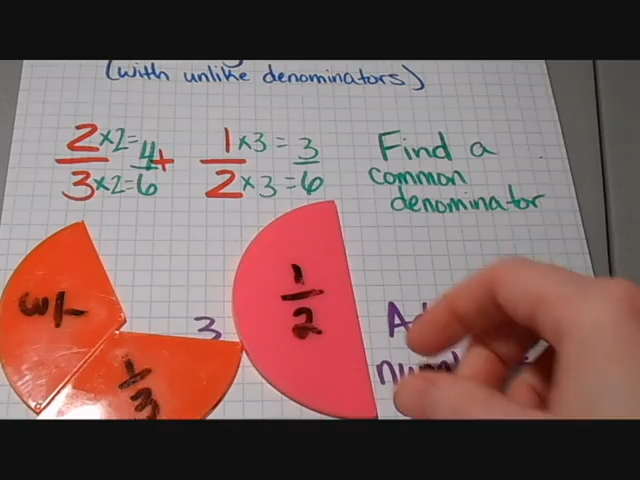 (with unlike denominators)
2×2=4 + 1×3=3
3×2=6 2×3=6
Find a
common
denominator
1
3
1
2
1
3
3